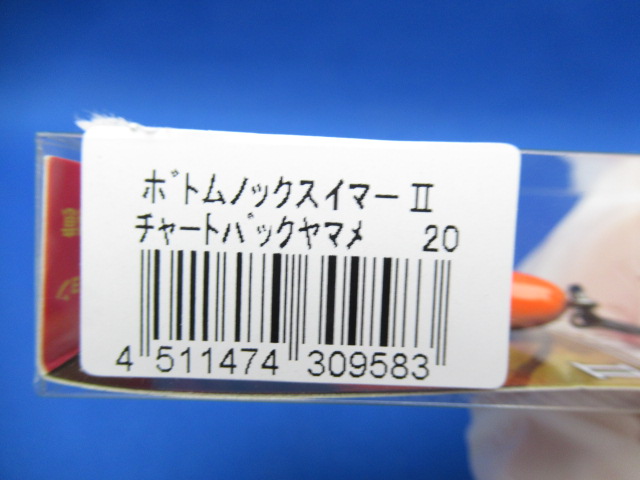 ﾎﾞﾄﾑﾉｯｸｽｲﾏｰⅡ
ﾁｬｰﾄﾊﾞｯｸﾔﾏﾒ 20
4 511474 309583